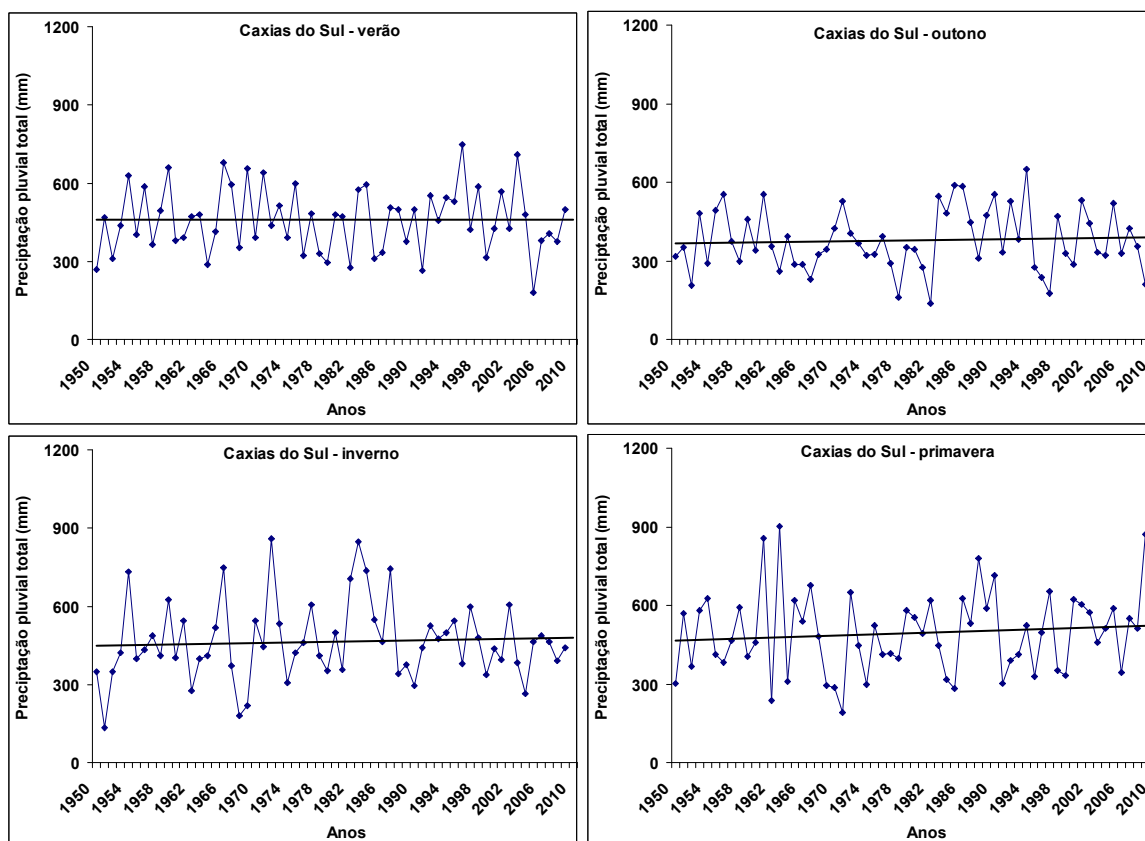 Caxias do Sul - verão
Preciptação pluvial total (mm)
1200
900
600
300
0
1950 1954 1958 1962 1966 1970 1974 1978 1982 1986 1990 1994 1998 2002 2006 2010
Anos
Caxias do Sul - outono
Preciptação pluvial total (mm)
1200
900
600
300
0
1950 1954 1958 1962 1966 1970 1974 1978 1982 1986 1990 1994 1998 2002 2006 2010
Anos
Caxias do Sul - inverno
Preciptação pluvial total (mm)
1200
900
600
300
0
1950 1954 1958 1962 1966 1970 1974 1978 1982 1986 1990 1994 1998 2002 2006 2010
Anos
Caxias do Sul - primavera
Preciptação pluvial total (mm)
1200
900
600
300
0
1950 1954 1958 1962 1966 1970 1974 1978 1982 1986 1990 1994 1998 2002 2006 2010
Anos